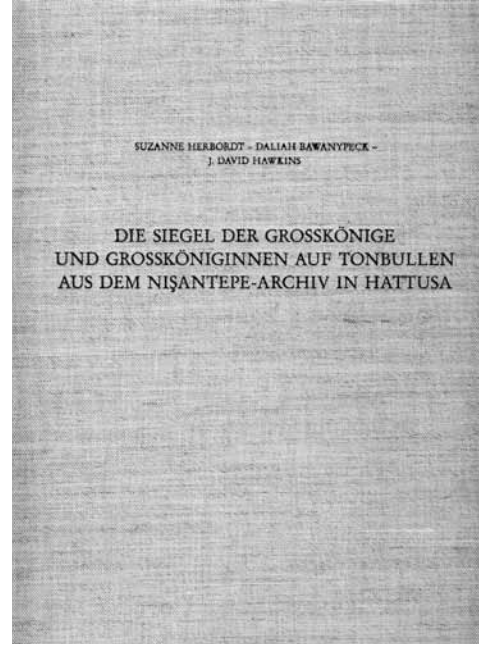 SUZANNE HERBORDT – DALIAH BAWANYPECK –
J. DAVID HAWKINS
DIE SIEGEL DER GROSSKÖNIGE
UND GROSSKÖNIGINNEN AUF TONBULLEN
AUS DEM NIŞANTEPE-ARCHIV IN HATTUSA